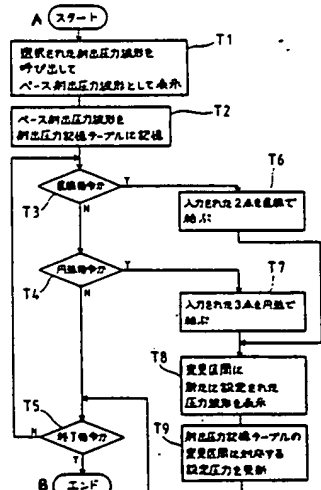 A スタート
T1
選択された射出圧力波形を
呼び出して
ベース射出圧力波形として表示
T2
ベース射出圧力波形を
射出圧力記憶テーブルに記憶
T6
直線指令か
Y
T3
N
入力された2点を直線で
結ぶ
T7
円弧指令か
Y
T4
N
入力された3点を円弧で
結ぶ
T8
変更区間に
新たに設定された
圧力波形を表示
T5
T9
終了指令か
N
Y
射出圧力記憶テーブルの
変更区間に対応する
設定圧力を更新
B エンド